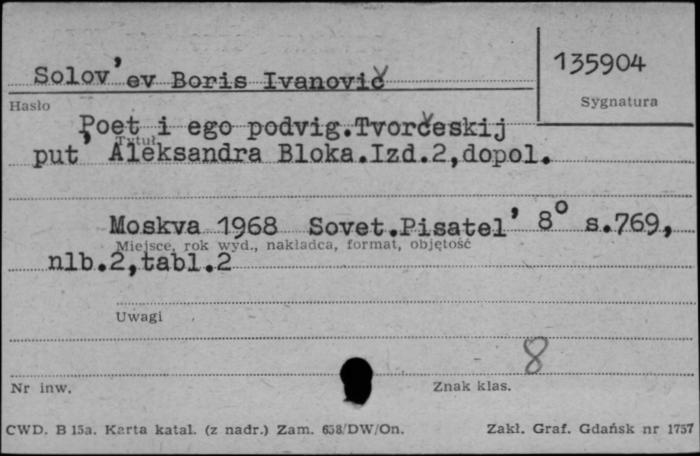 Solov'ev Boris Ivanovič
135904
Hasło
Sygnatura
Poet i ego podvig.Tvorčeskij
Tytuł
put' Aleksandra Bloka.Izd.2,dopol.
Moskva 1968 Sovet.Pisatel' 8° s.769,
Miejsce, rok wyd., nakładca, format, objętość
nlb.2,tabl.2
Uwagi
8
Nr inw.
Znak klas.
CWD. B 15a. Karta katal. (z nadr.) Zam. 658/DW/On.
Zakł. Graf. Gdańsk nr 1757